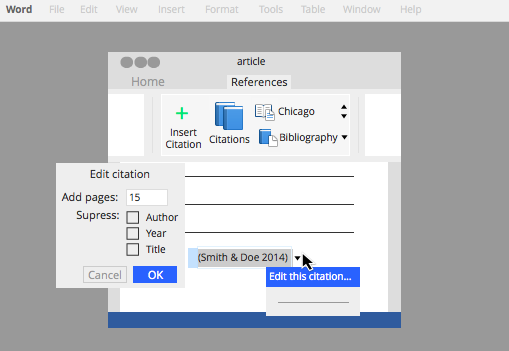 Word File Edit View Insert Format Tools Table Window Help
article
Home References
Insert
Citation
Citations
Chicago
Bibliography
Edit citation
Add pages: 15
Supress: Author
Year
Title
Cancel OK
(Smith & Doe 2014)
Edit this citation...